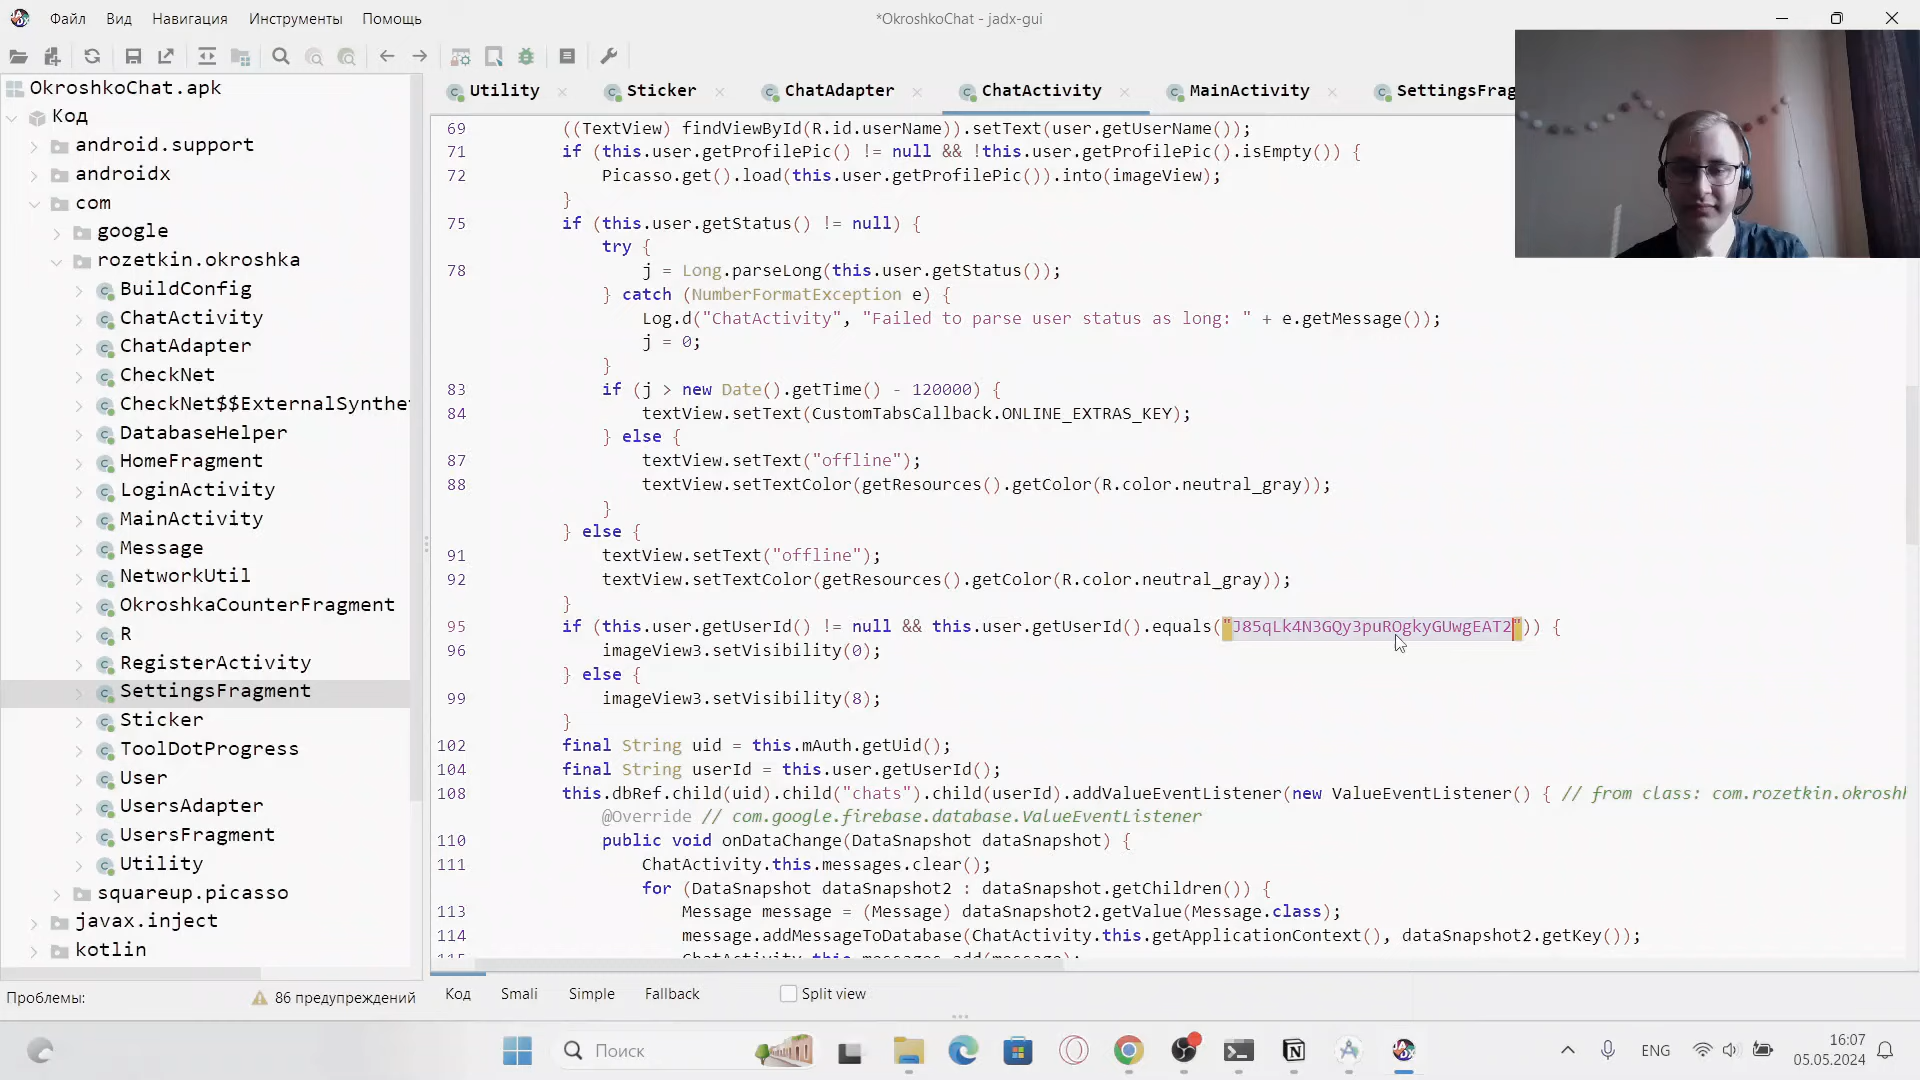 Файл Вид Навигация Инструменты Помощь
*OkroshkoChat - jadx-gui
OkroshkoChat.apk
Код
android.support
androidx
com
google
rozetkin.okroshka
BuildConfig
ChatActivity
ChatAdapter
CheckNet
CheckNet$$ExternalSynthe
DatabaseHelper
HomeFragment
LoginActivity
MainActivity
Message
NetworkUtil
OkroshkaCounterFragment
R
RegisterActivity
SettingsFragment
Sticker
ToolDotProgress
User
UsersAdapter
UsersFragment
Utility
squareup.picasso
javax.inject
kotlin
Проблемы: 86 предупреждений
Utility Sticker ChatAdapter ChatActivity MainActivity SettingsFrag
69 ((TextView) findViewById(R.id.userName)).setText(user.getUserName());
71 if (this.user.getProfilePic() != null && !this.user.getProfilePic().isEmpty()) {
72 Picasso.get().load(this.user.getProfilePic()).into(imageView);
}
75 if (this.user.getStatus() != null) {
try {
78 j = Long.parseLong(this.user.getStatus());
} catch (NumberFormatException e) {
Log.d("ChatActivity", "Failed to parse user status as long: " + e.getMessage());
j = 0;
}
83 if (j > new Date().getTime() - 120000) {
84 textView.setText(CustomTabsCallback.ONLINE_EXTRAS_KEY);
} else {
87 textView.setText("offline");
88 textView.setTextColor(getResources().getColor(R.color.neutral_gray));
}
} else {
91 textView.setText("offline");
92 textView.setTextColor(getResources().getColor(R.color.neutral_gray));
}
95 if (this.user.getUserId() != null && this.user.getUserId().equals("J85qLk4N3GQy3puROgkyGUwgEAT2")) {
96 imageView3.setVisibility(0);
} else {
99 imageView3.setVisibility(8);
}
102 final String uid = this.mAuth.getUid();
104 final String userId = this.user.getUserId();
108 this.dbRef.child(uid).child("chats").child(userId).addValueEventListener(new ValueEventListener() { // from class: com.rozetkin.okrosh
@Override // com.google.firebase.database.ValueEventListener
110 public void onDataChange(DataSnapshot dataSnapshot) {
111 ChatActivity.this.messages.clear();
for (DataSnapshot dataSnapshot2 : dataSnapshot.getChildren()) {
113 Message message = (Message) dataSnapshot2.getValue(Message.class);
114 message.addMessageToDatabase(ChatActivity.this.getApplicationContext(), dataSnapshot2.getKey());
Код Smali Simple Fallback Split view
Поиск
ENG
16:07
05.05.2024